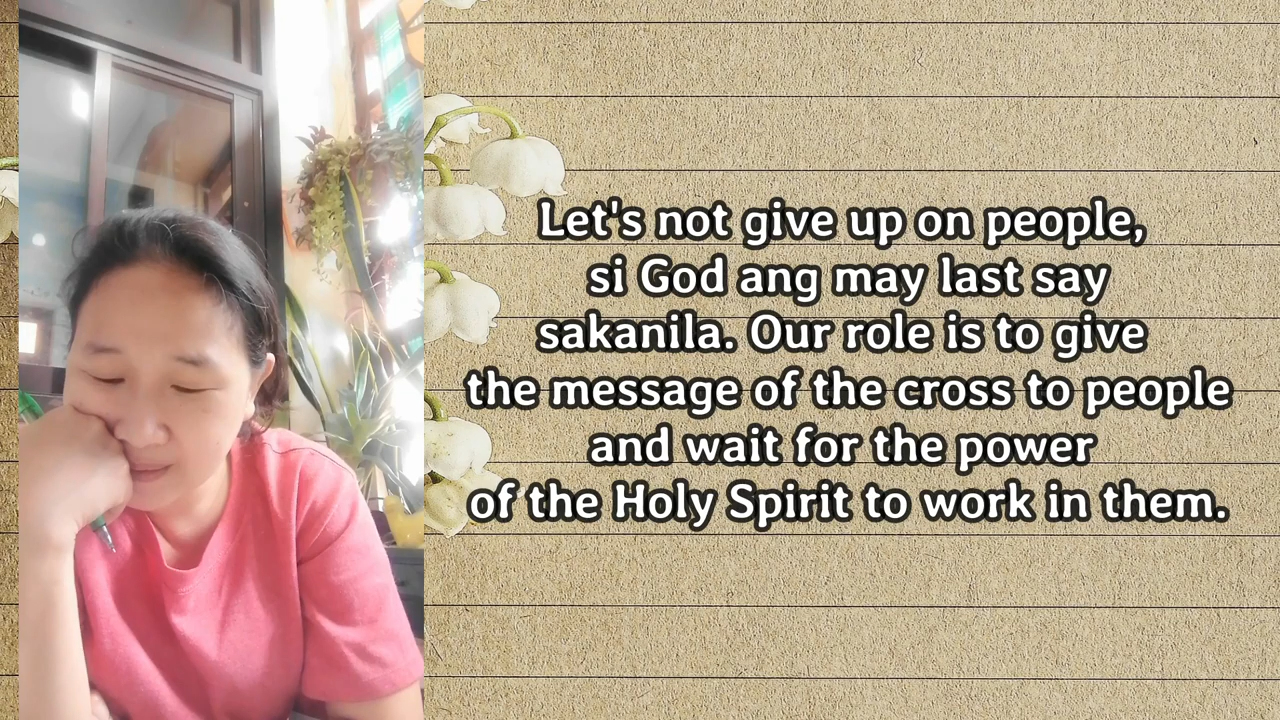 Let's not give up on people,
si God ang may last say
sakanila. Our role is to give
the message of the cross to people
and wait for the power
of the Holy Spirit to work in them.